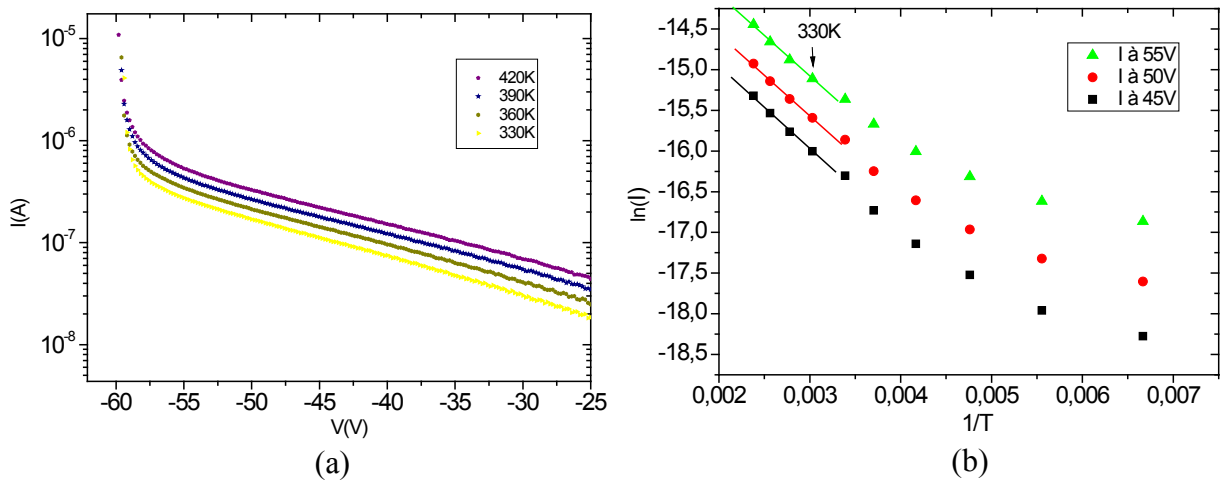 10⁻⁵
10⁻⁶
10⁻⁷
10⁻⁸
I(A)
420K
390K
360K
330K
-60 -55 -50 -45 -40 -35 -30 -25
V(V)
(a)
-14,5
-15,0
-15,5
-16,0
-16,5
-17,0
-17,5
-18,0
-18,5
ln(I)
330K
I à 55V
I à 50V
I à 45V
0,002 0,003 0,004 0,005 0,006 0,007
1/T
(b)